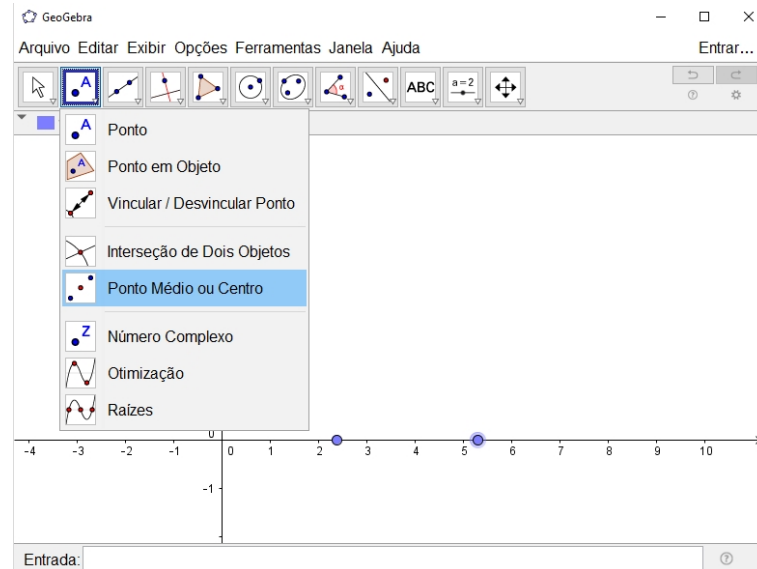 GeoGebra
Arquivo Editar Exibir Opções Ferramentas Janela Ajuda Entrar...
A α ABC a=2
A Ponto
A Ponto em Objeto
Vincular / Desvincular Ponto
Interseção de Dois Objetos
Ponto Médio ou Centro
Z Número Complexo
Otimização
Raízes
0
-4 -3 -2 -1 0 1 2 3 4 5 6 7 8 9 10
-1
Entrada: